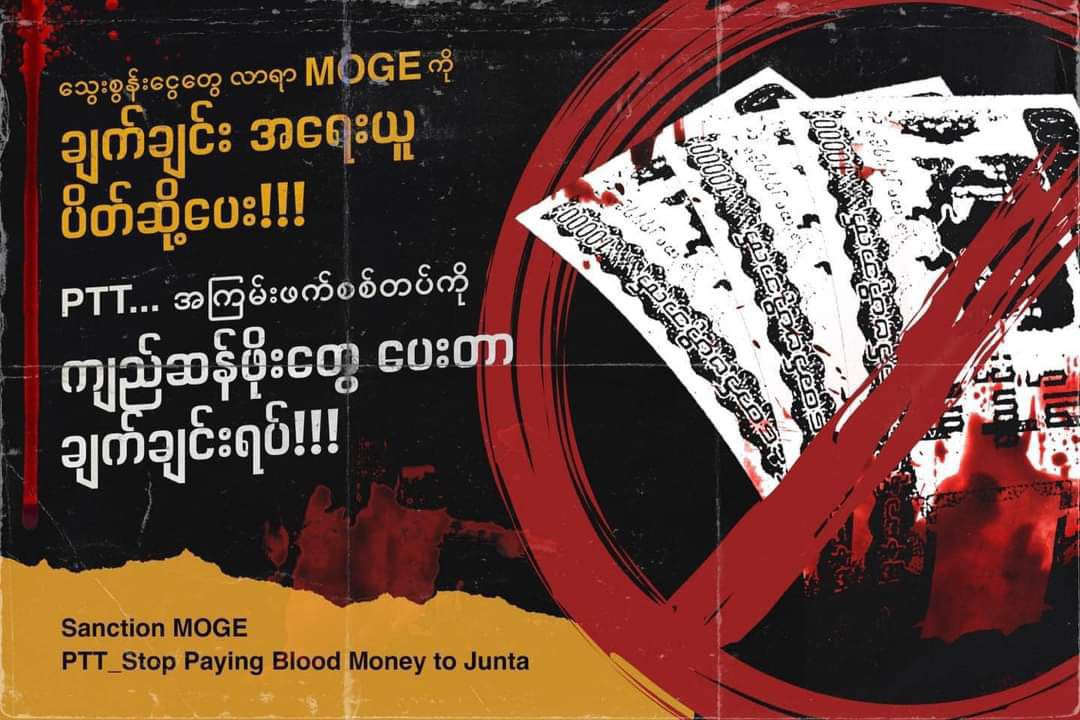 သွေးစွန်းငွေတွေ လာရာ MOGE ကို
ချက်ချင်း အရေးယူ
ပိတ်ဆို့ပေး!!!
PTT... အကြမ်းဖက်စစ်တပ်ကို
ကျည်ဆန်ဖိုးတွေ ပေးတာ
ချက်ချင်းရပ်!!!
Sanction MOGE
PTT_Stop Paying Blood Money to Junta